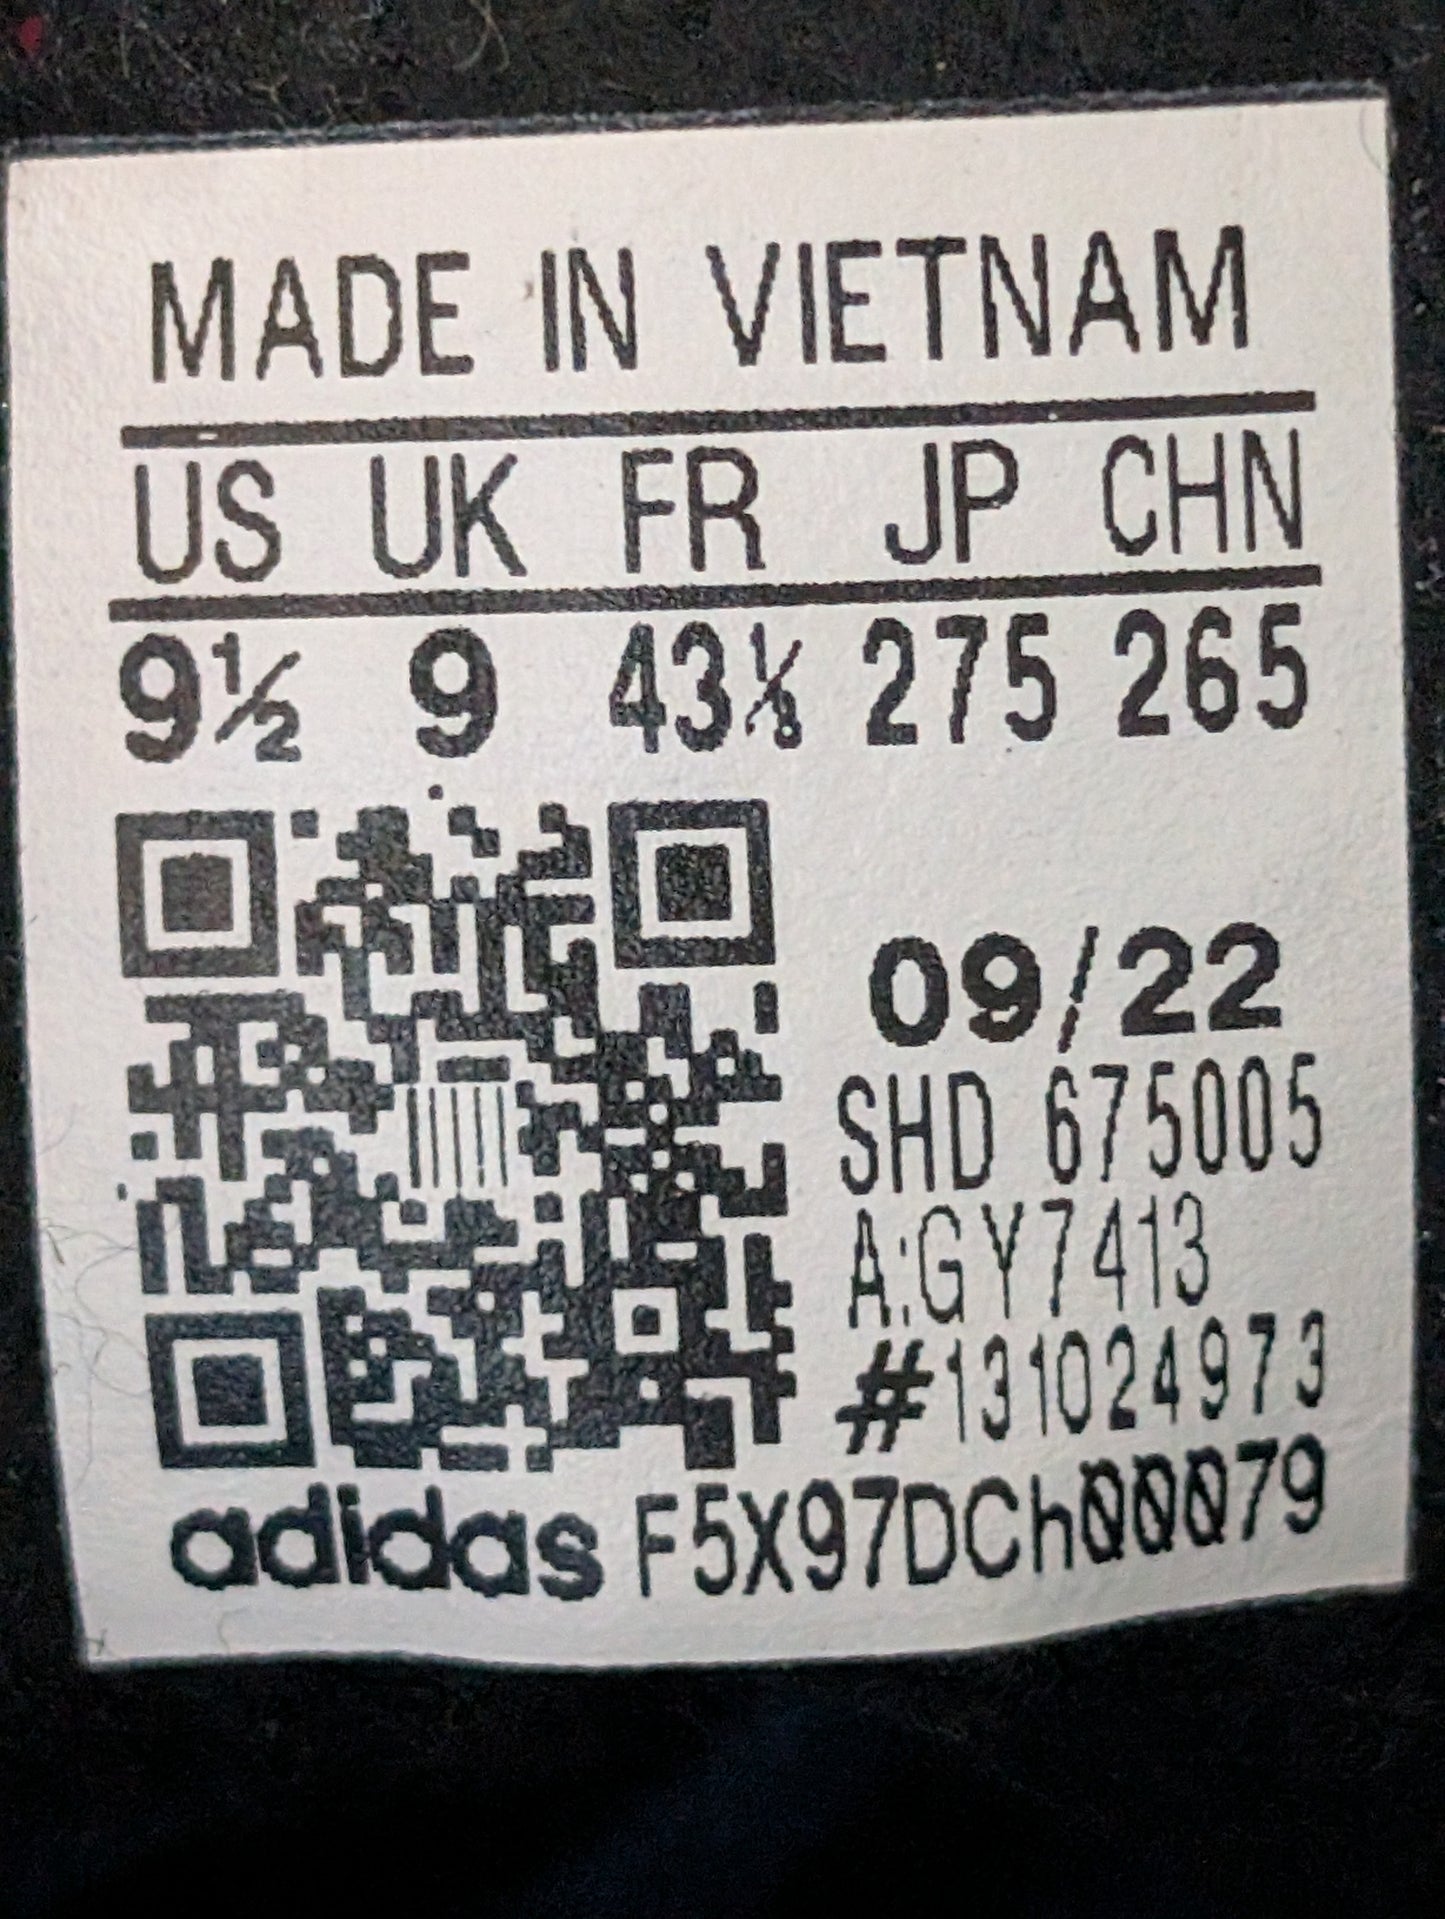 MADE IN VIETNAM
US UK FR JP CHN
9½ 9 43⅓ 275 265
09/22
SHD 675005
A:GY7413
#131024973
adidas F5X97DCh00079